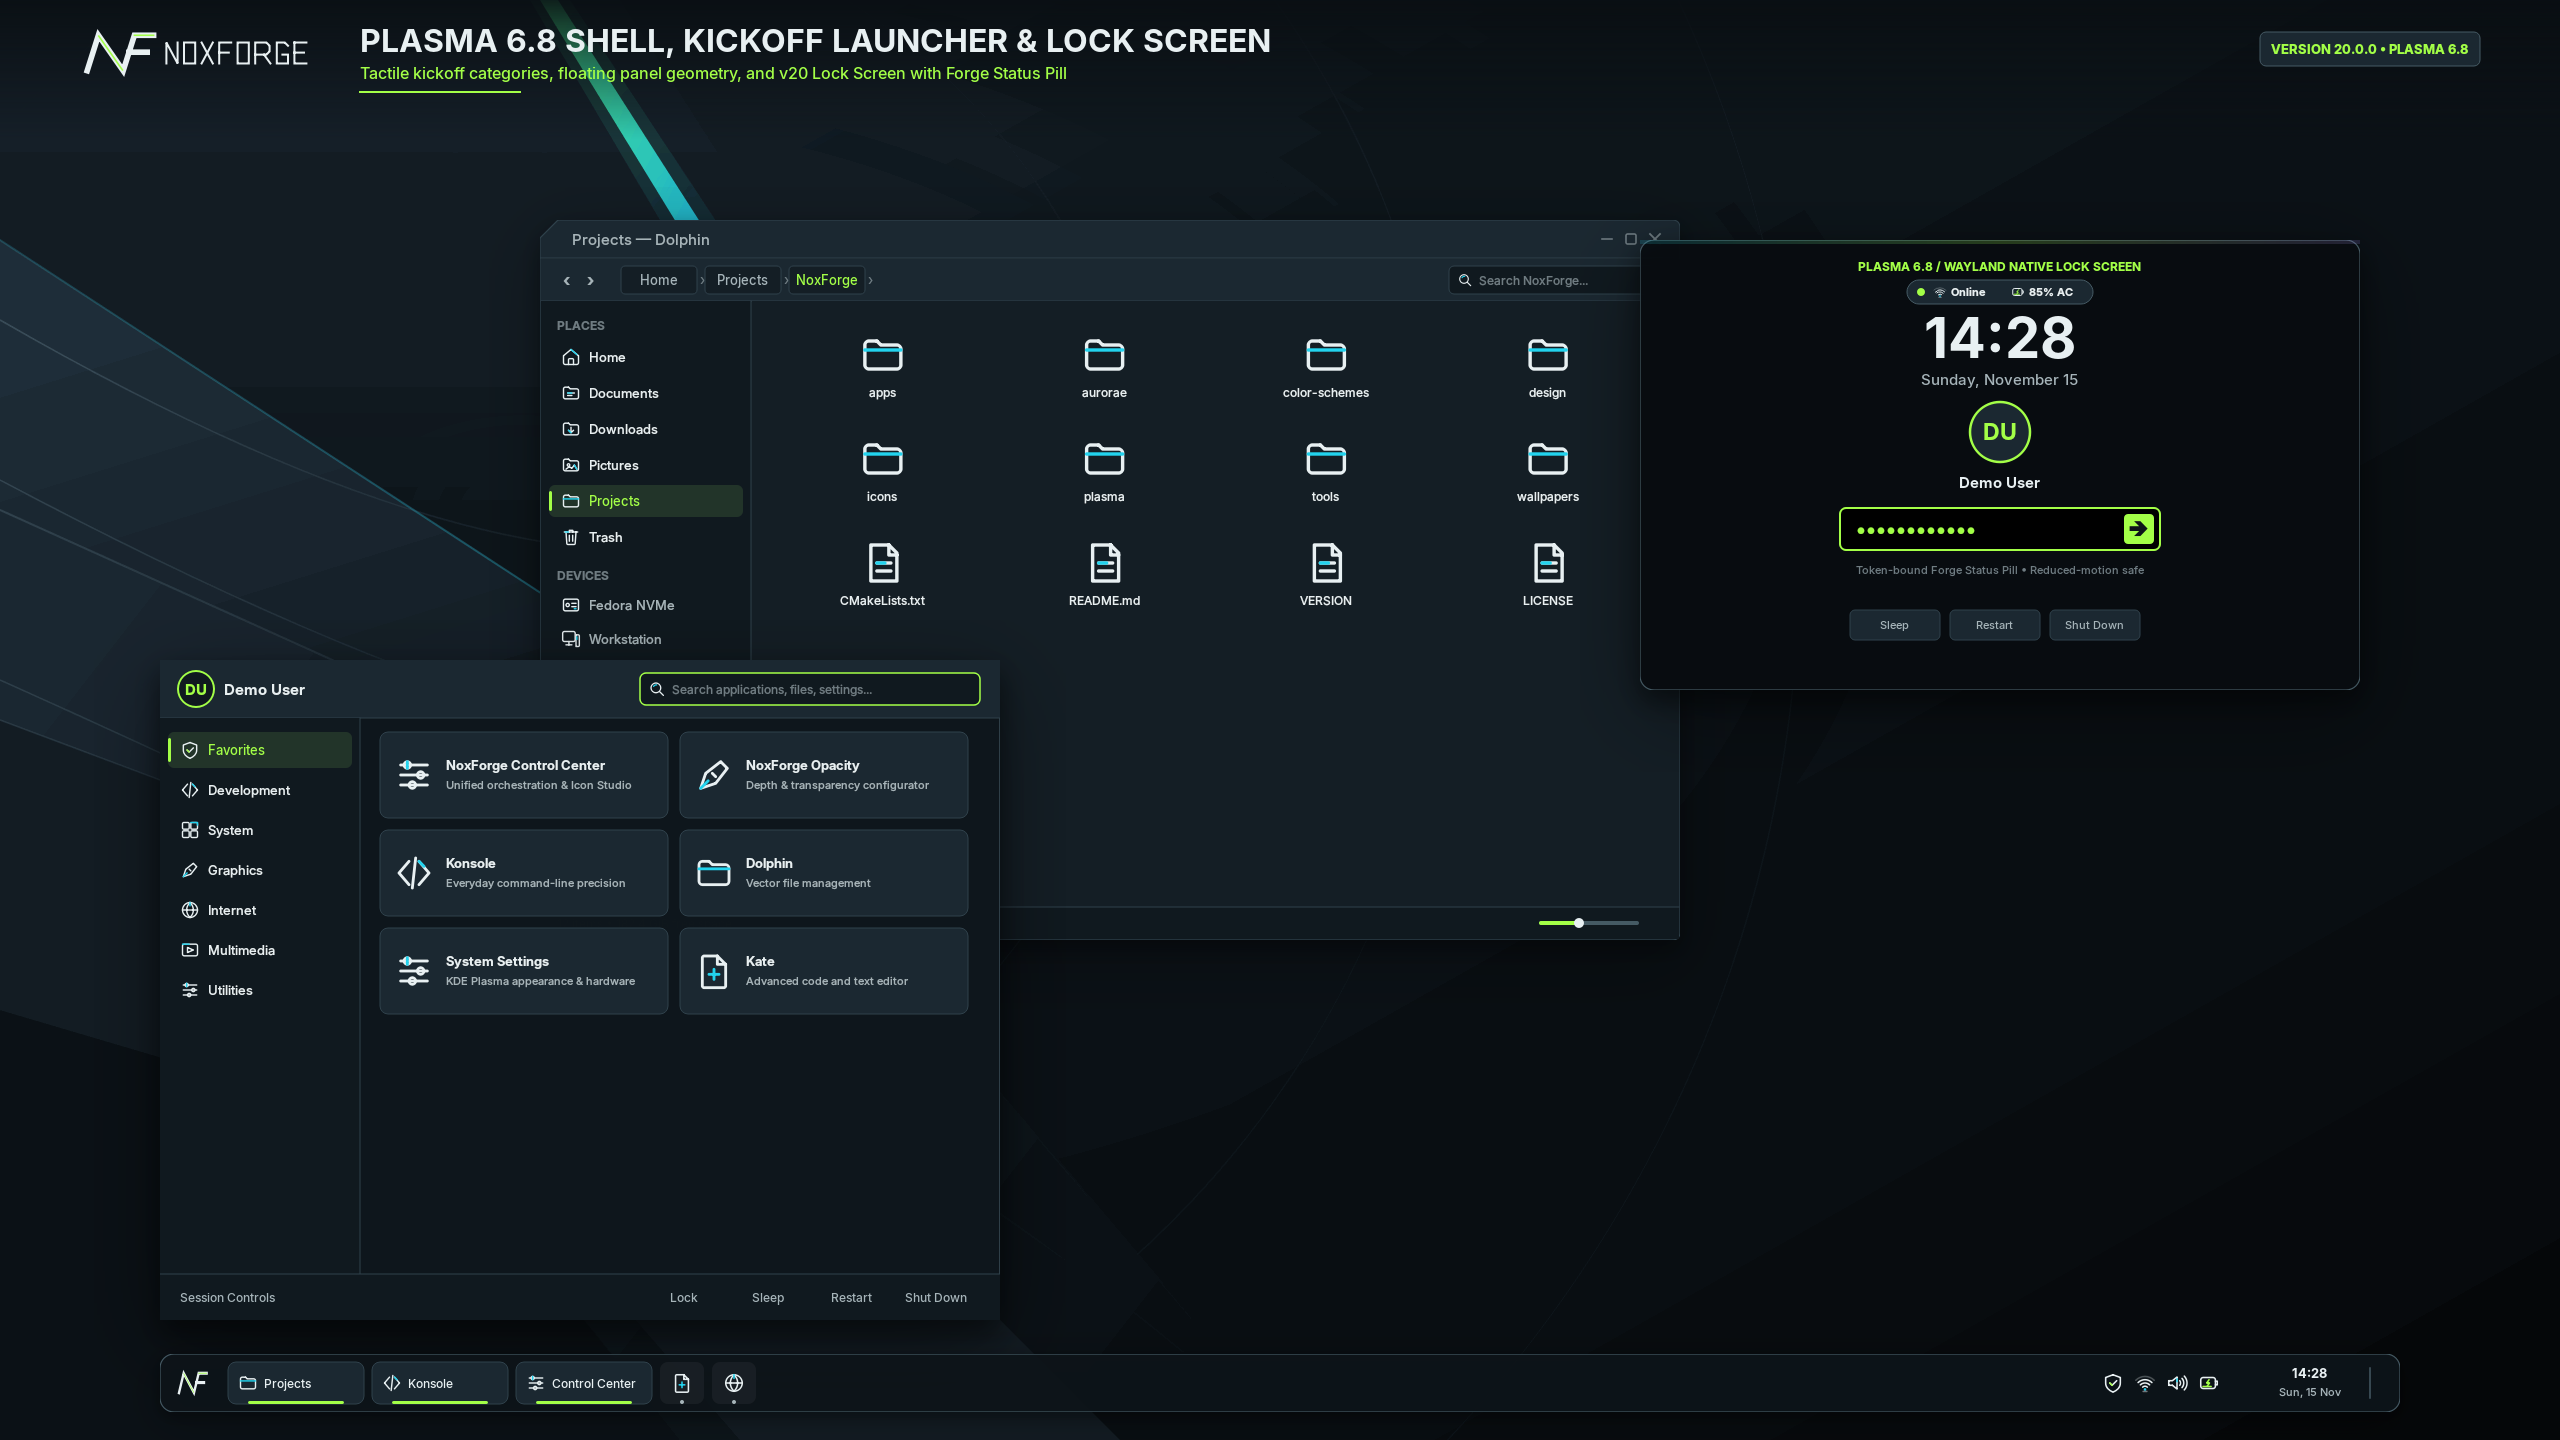 NOXFORGE
PLASMA 6.8 SHELL, KICKOFF LAUNCHER & LOCK SCREEN
Tactile kickoff categories, floating panel geometry, and v20 Lock Screen with Forge Status Pill
VERSION 20.0.0 • PLASMA 6.8
Projects — Dolphin
Home
Projects
NoxForge
Search NoxForge...
PLACES
Home
Documents
Downloads
Pictures
Projects
Trash
DEVICES
Fedora NVMe
Workstation
apps
aurorae
color-schemes
design
icons
plasma
tools
wallpapers
CMakeLists.txt
README.md
VERSION
LICENSE
PLASMA 6.8 / WAYLAND NATIVE LOCK SCREEN
Online
85% AC
14:28
Sunday, November 15
DU
Demo User
Token-bound Forge Status Pill • Reduced-motion safe
Sleep
Restart
Shut Down
DU
Demo User
Search applications, files, settings...
Favorites
Development
System
Graphics
Internet
Multimedia
Utilities
NoxForge Control Center
Unified orchestration & Icon Studio
NoxForge Opacity
Depth & transparency configurator
Konsole
Everyday command-line precision
Dolphin
Vector file management
System Settings
KDE Plasma appearance & hardware
Kate
Advanced code and text editor
Session Controls
Lock
Sleep
Restart
Shut Down
Projects
Konsole
Control Center
14:28
Sun, 15 Nov